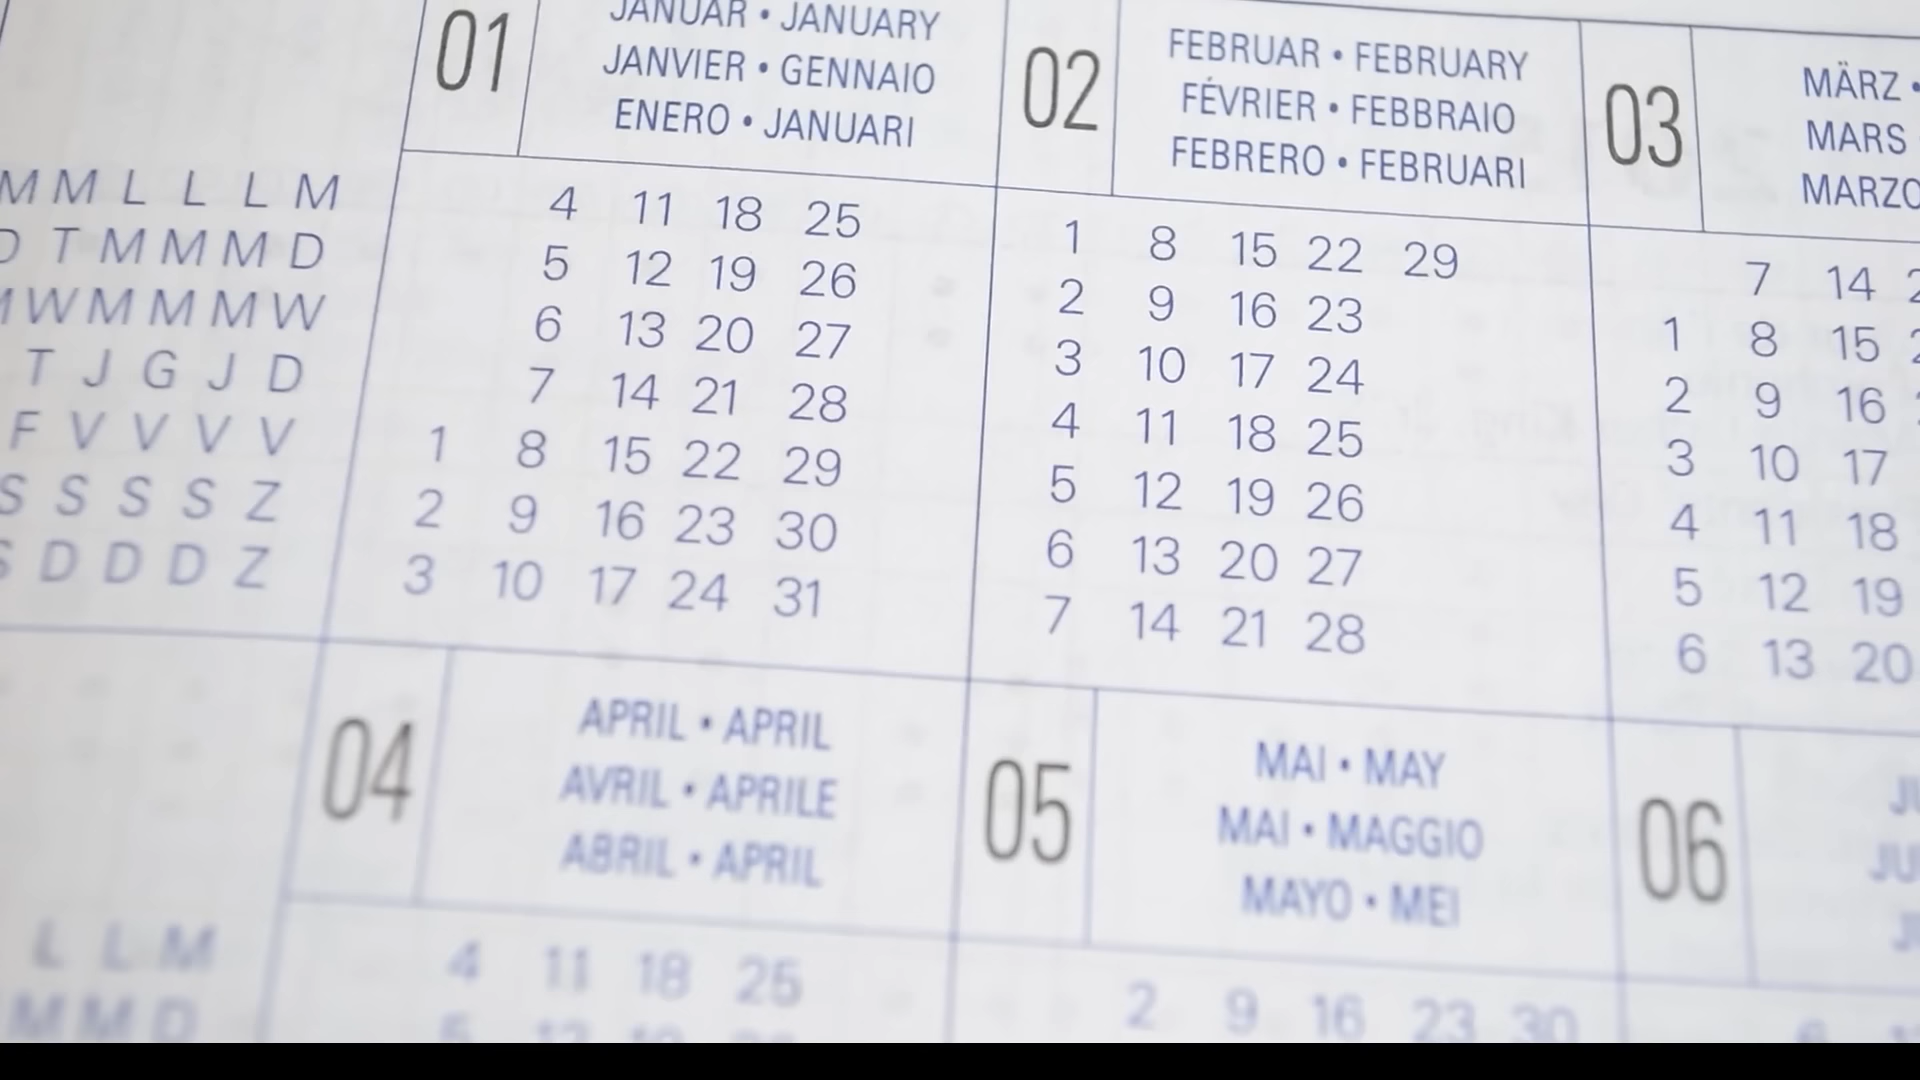 01
JANUAR • JANUARY
JANVIER • GENNAIO
ENERO • JANUARI
02
FEBRUAR • FEBRUARY
FÉVRIER • FEBBRAIO
FEBRERO • FEBRUARI
03
MÄRZ •
MARS
MARZO
M M L L L M
D T M M M D
M W M M M W
T J G J D
F V V V V
S S S S Z
S D D D Z
4 11 18 25
5 12 19 26
6 13 20 27
7 14 21 28
1 8 15 22 29
2 9 16 23 30
3 10 17 24 31
1 8 15 22 29
2 9 16 23
3 10 17 24
4 11 18 25
5 12 19 26
6 13 20 27
7 14 21 28
7 14
1 8 15
2 9 16
3 10 17
4 11 18
5 12 19
6 13 20
04
APRIL • APRIL
AVRIL • APRILE
ABRIL • APRIL
05
MAI • MAY
MAI • MAGGIO
MAYO • MEI
06
L L M
M M D
4 11 18 25
2 9 16 23 30